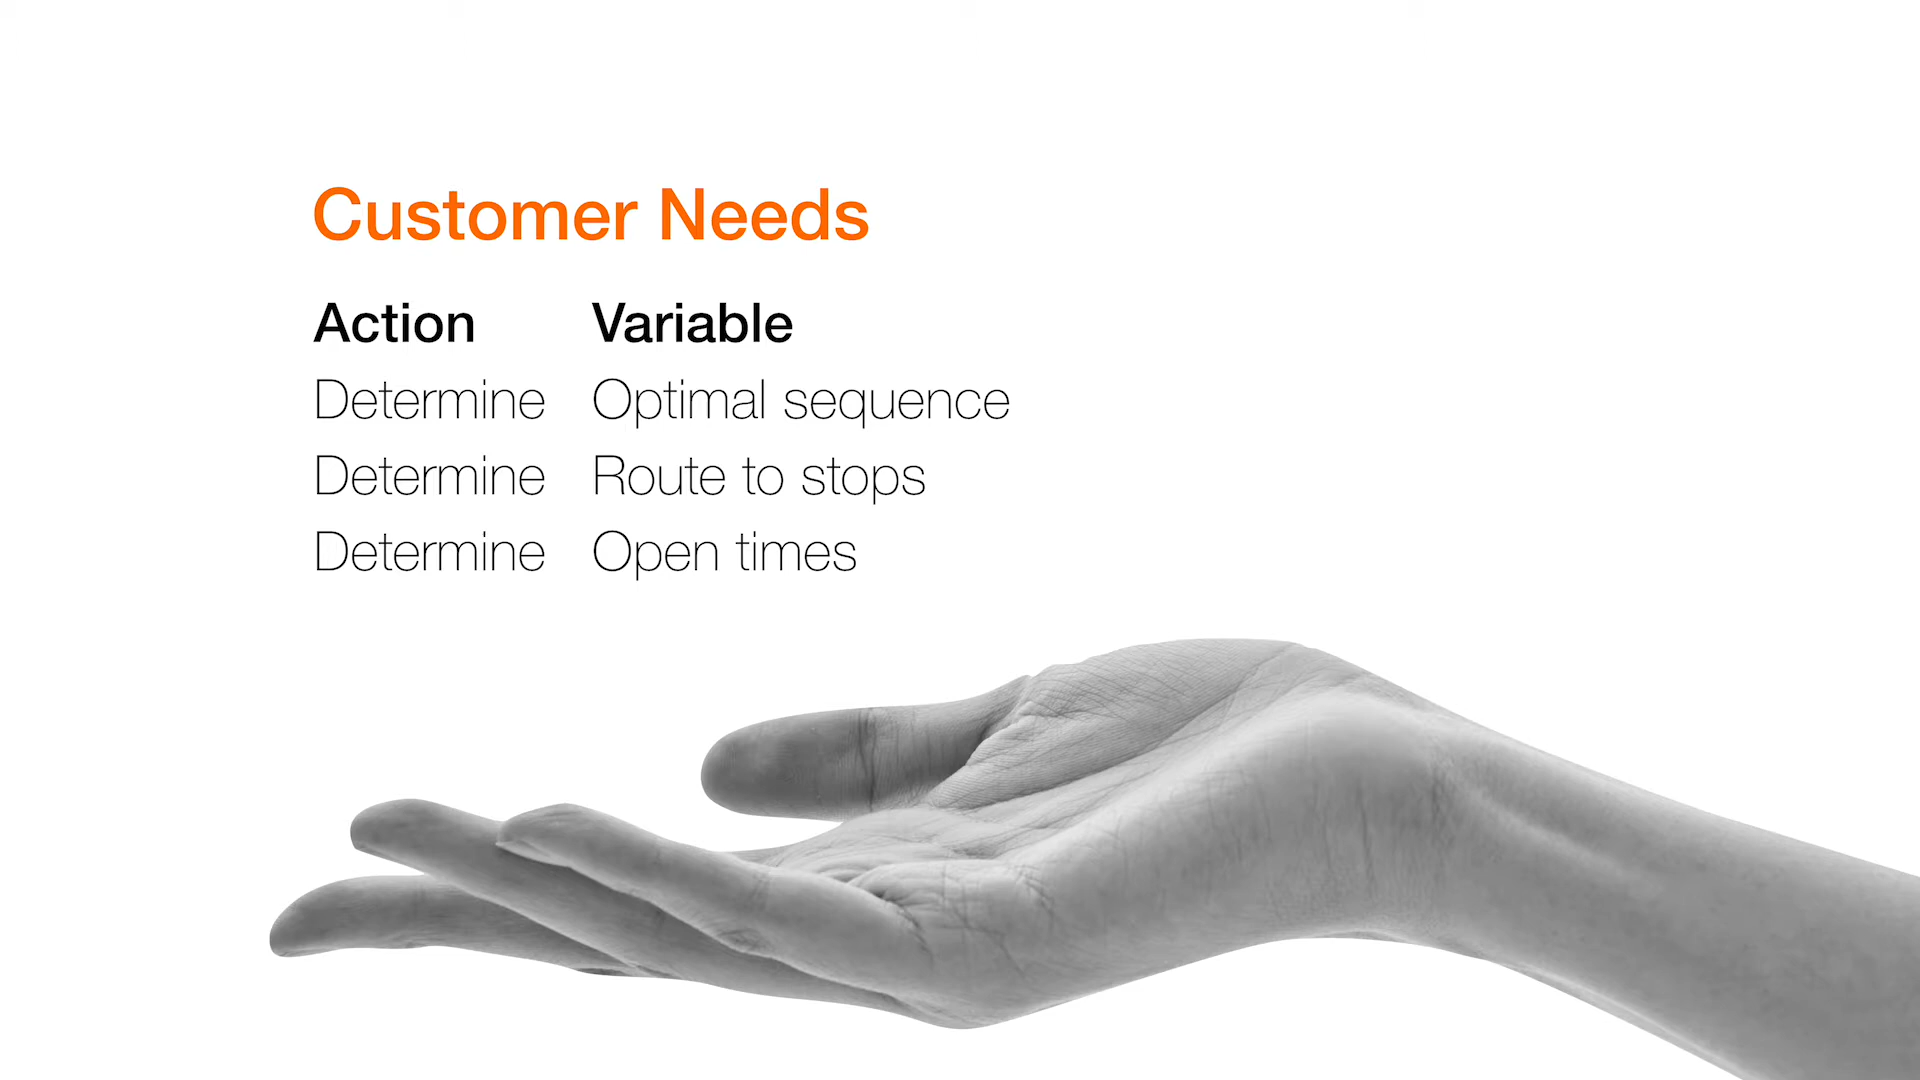 Customer Needs
Action Variable
Determine Optimal sequence
Determine Route to stops
Determine Open times